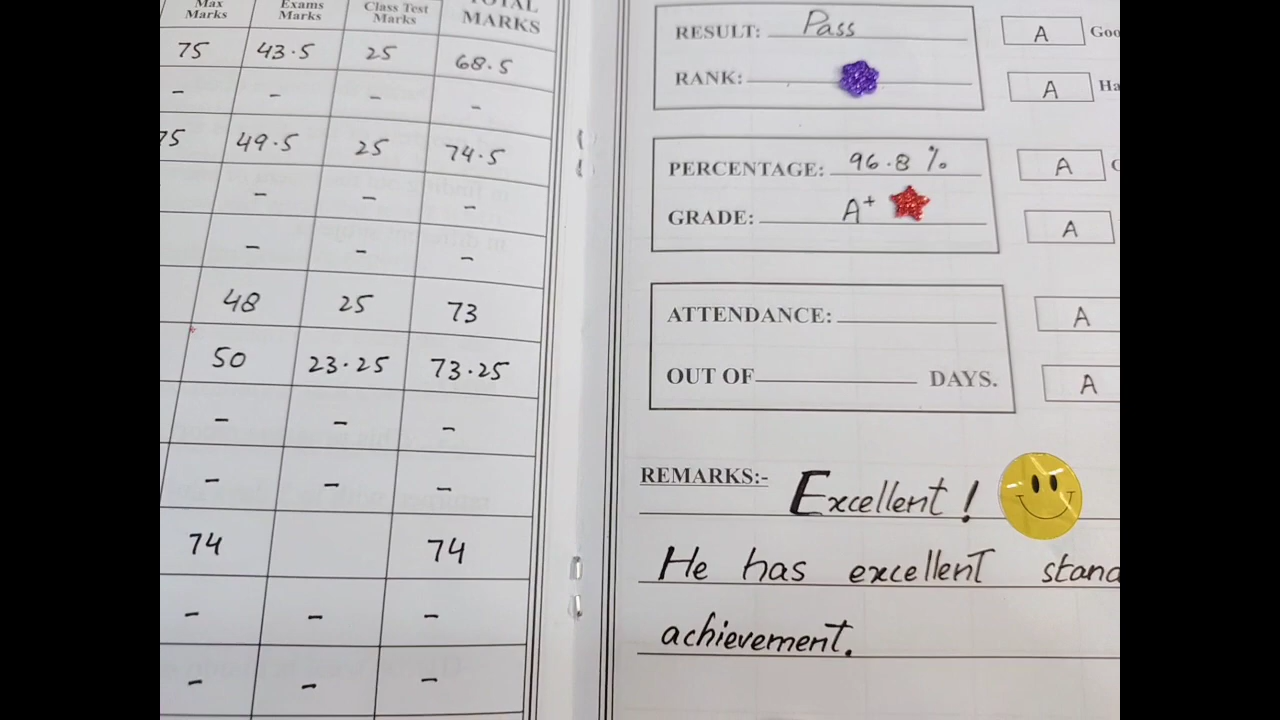 Max Marks Exams Marks Class Test Marks TOTAL MARKS
75 43.5 25 68.5
- - - -
75 49.5 25 74.5
- - -
- - -
48 25 73
50 23.25 73.25
- - -
- - -
74 74
- - -
- - -
RESULT: Pass
RANK:
PERCENTAGE: 96.8 %
GRADE: A+
ATTENDANCE:
OUT OF DAYS.
A
A
A
A
A
A
REMARKS:- Excellent!
He has excellent
achievement.